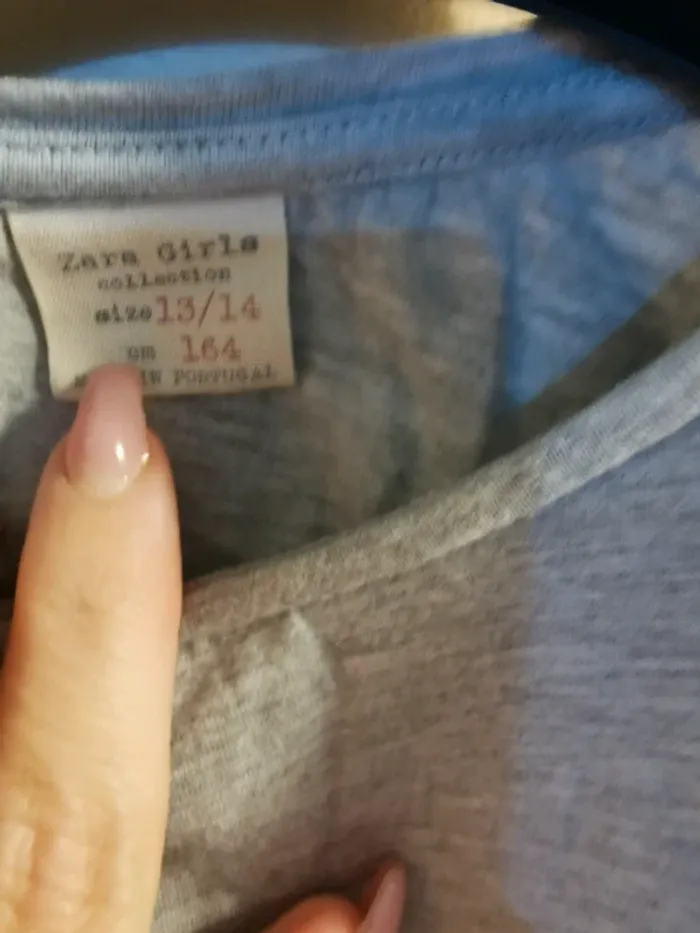 Zara Girls
collection
size 13/14
cm 164
IN PORTUGAL